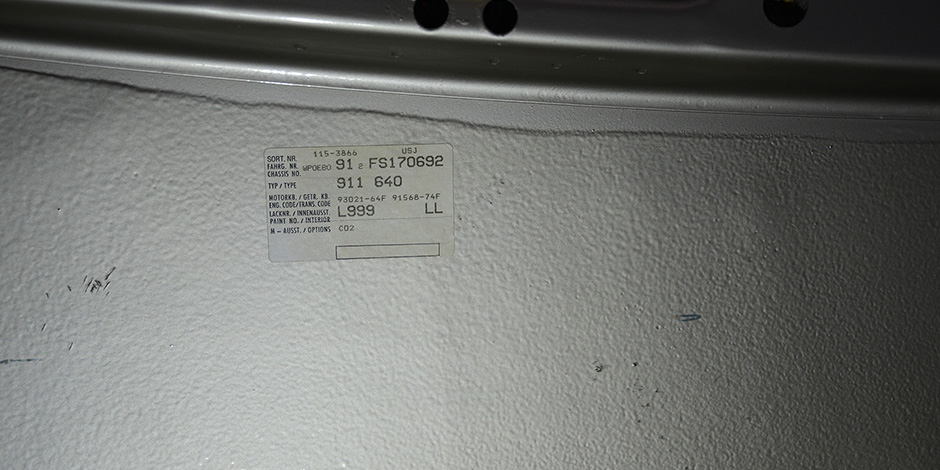 115-3866 USJ
SORT. NR.
FAHRG. NR.
CHASSIS NO. WPOEBO 91 2 FS170692
TYP / TYPE 911 640
MOTORKB. / GETR. KB. 93021-64F 91568-74F
ENG. CODE/TRANS. CODE
LACKNR. / INNENAUSST. L999 LL
PAINT NO. / INTERIOR
M – AUSST. / OPTIONS C02